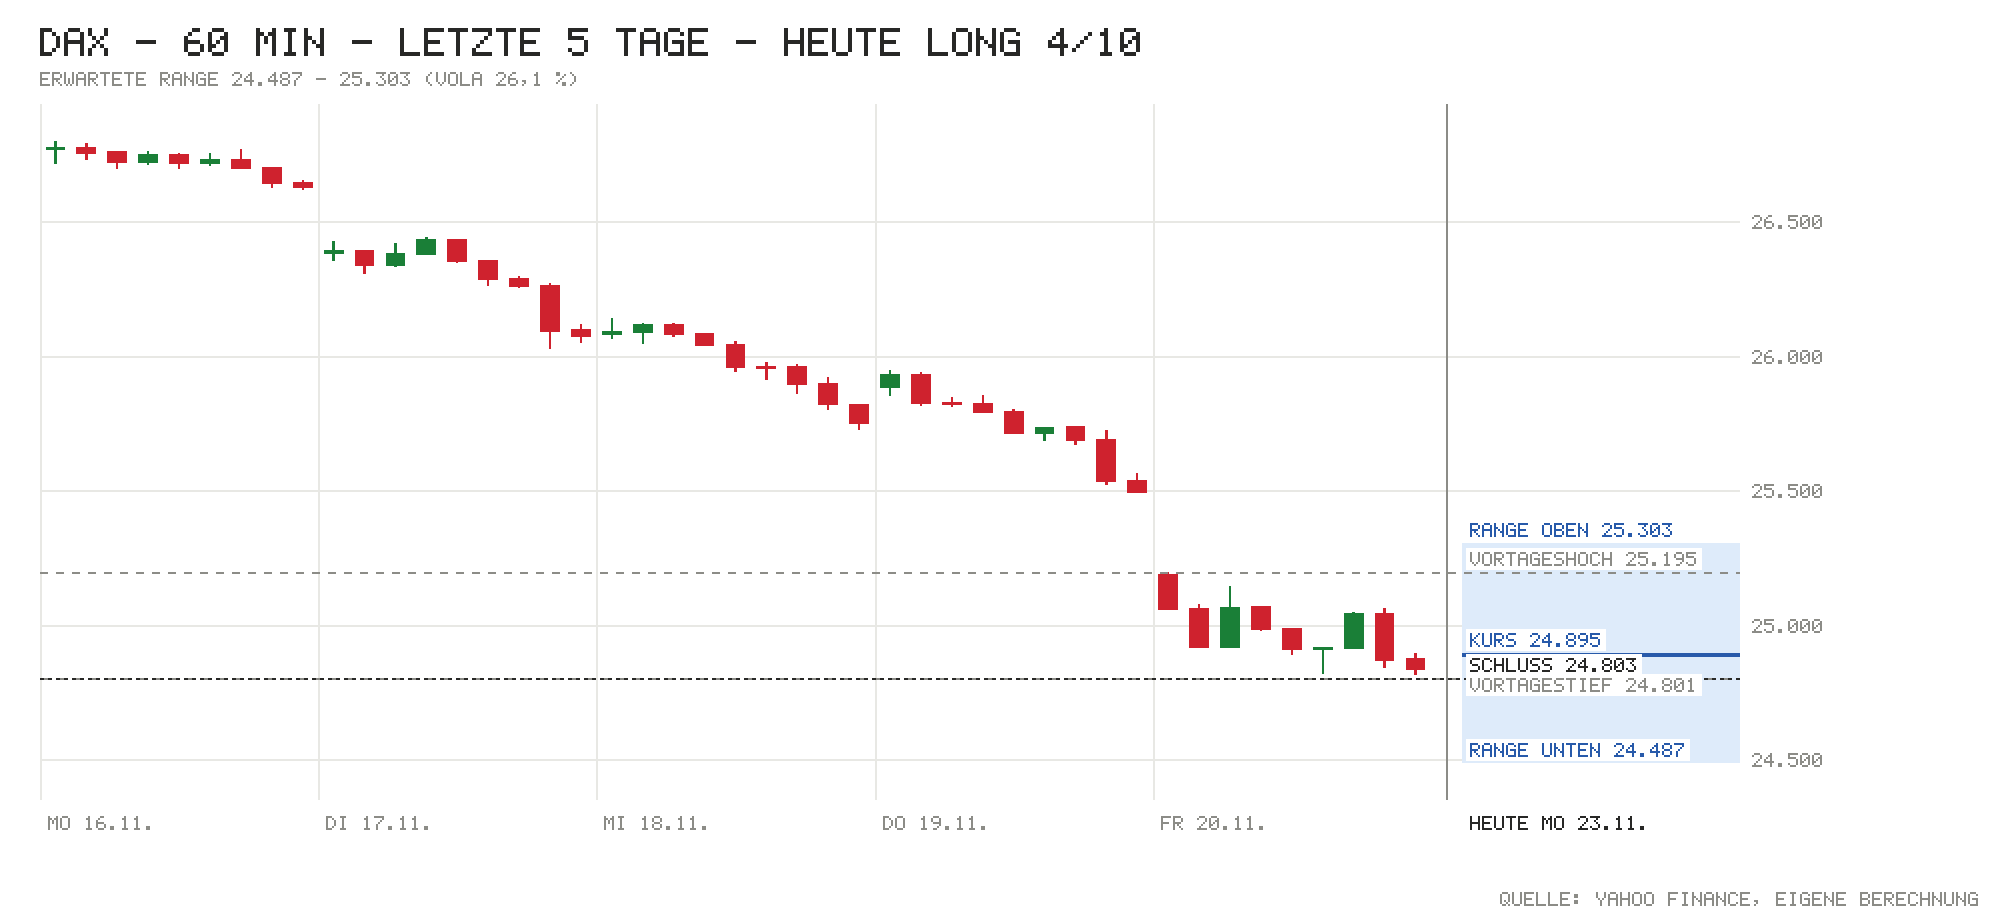 DAX - 60 MIN - LETZTE 5 TAGE - HEUTE LONG 4/10
ERWARTETE RANGE 24.487 - 25.303 (VOLA 26,1 %)
26.500
26.000
25.500
RANGE OBEN 25.303
VORTAGESHOCH 25.195
25.000
KURS 24.895
SCHLUSS 24.803
VORTAGESTIEF 24.801
RANGE UNTEN 24.487
24.500
MO 16.11. DI 17.11. MI 18.11. DO 19.11. FR 20.11. HEUTE MO 23.11.
QUELLE: YAHOO FINANCE, EIGENE BERECHNUNG